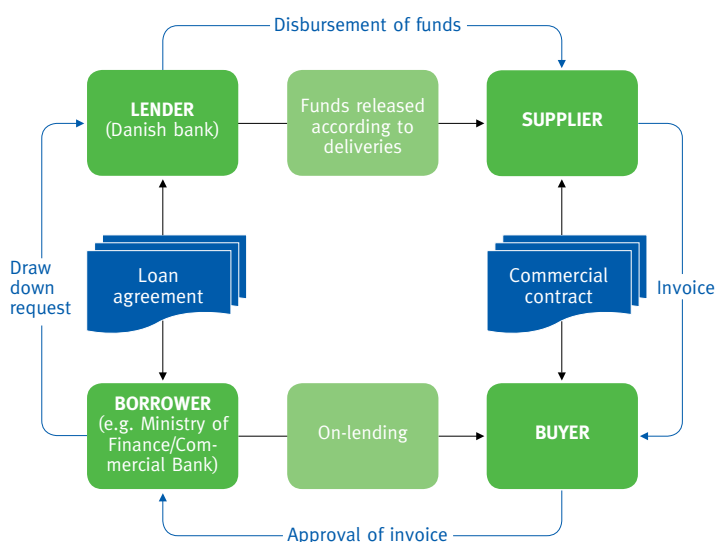 Disbursement of funds
LENDER
(Danish bank)
Funds released
according to
deliveries
SUPPLIER
Draw
down
request
Loan
agreement
Commercial
contract
Invoice
BORROWER
(e.g. Ministry of
Finance/Com-
mercial Bank)
On-lending
BUYER
Approval of invoice